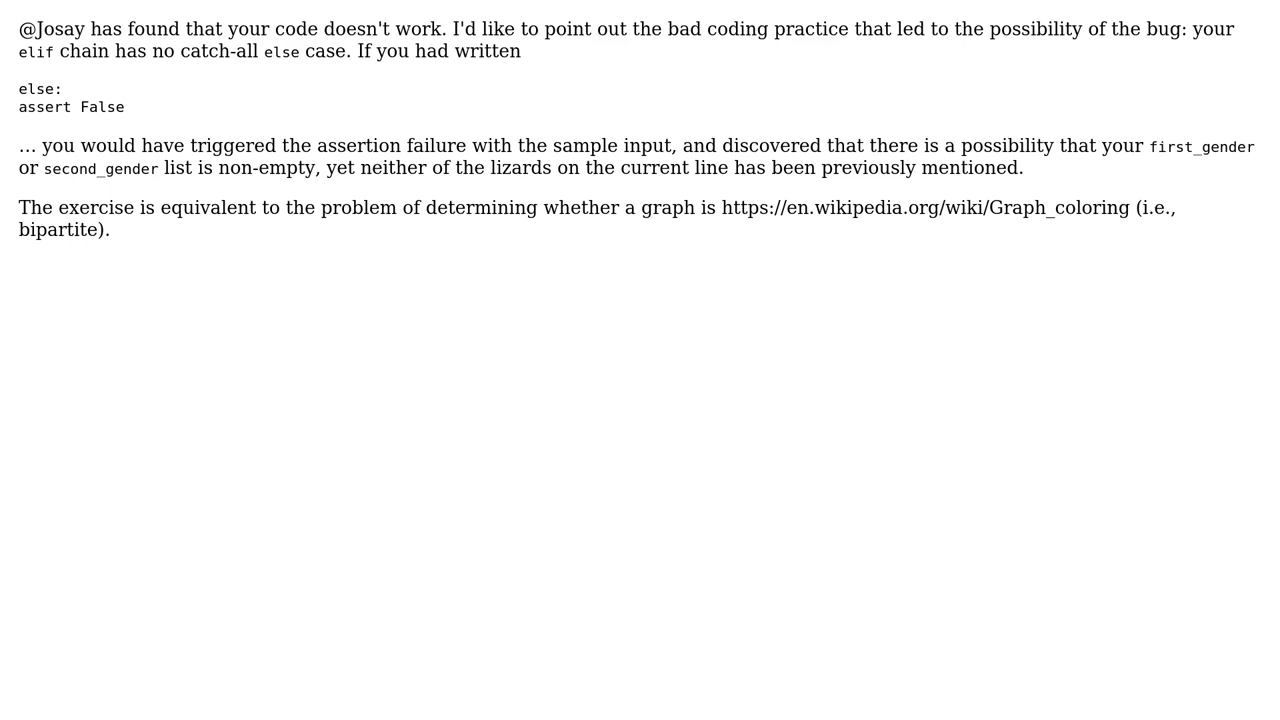 @Josay has found that your code doesn't work. I'd like to point out the bad coding practice that led to the possibility of the bug: your
elif chain has no catch-all else case. If you had written
else:
assert False
… you would have triggered the assertion failure with the sample input, and discovered that there is a possibility that your first_gender
or second_gender list is non-empty, yet neither of the lizards on the current line has been previously mentioned.
The exercise is equivalent to the problem of determining whether a graph is https://en.wikipedia.org/wiki/Graph_coloring (i.e.,
bipartite).